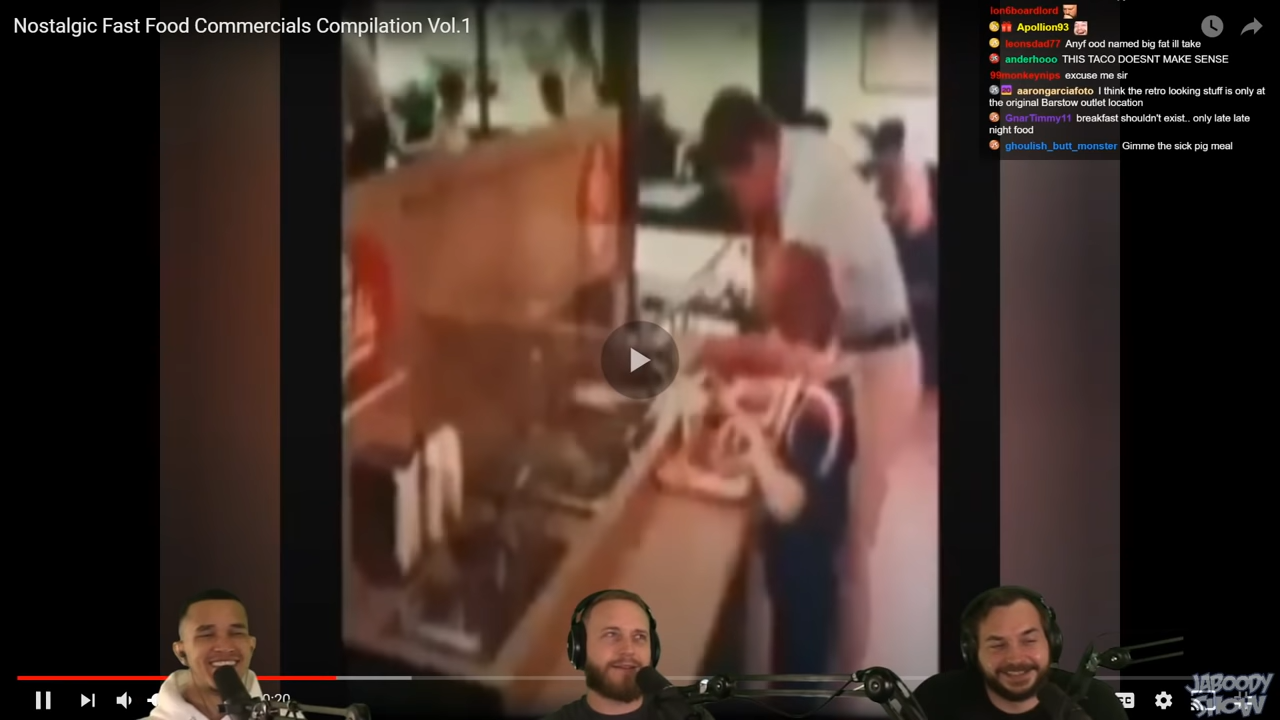 Nostalgic Fast Food Commercials Compilation Vol.1
lon6boardlord
Apollion93
leonsdad77 Anyf ood named big fat ill take
anderhooo THIS TACO DOESNT MAKE SENSE
99monkeynips excuse me sir
aarongarciafoto I think the retro looking stuff is only at
the original Barstow outlet location
GnarTimmy11 breakfast shouldn't exist.. only late late
night food
ghoulish_butt_monster Gimme the sick pig meal
0:20
CC
JABOODY
SHOW